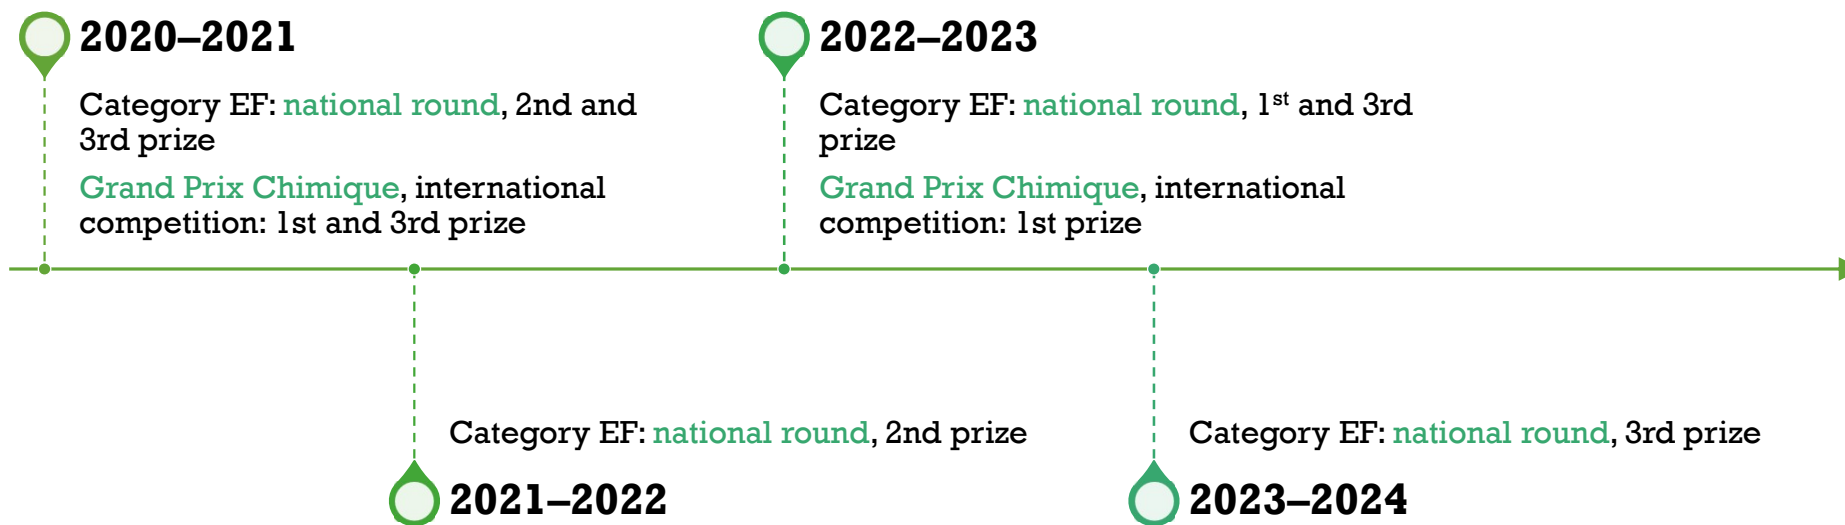 2020–2021
Category EF: national round, 2nd and
3rd prize
Grand Prix Chimique, international
competition: 1st and 3rd prize
2022–2023
Category EF: national round, 1st and 3rd
prize
Grand Prix Chimique, international
competition: 1st prize
Category EF: national round, 2nd prize
2021–2022
Category EF: national round, 3rd prize
2023–2024